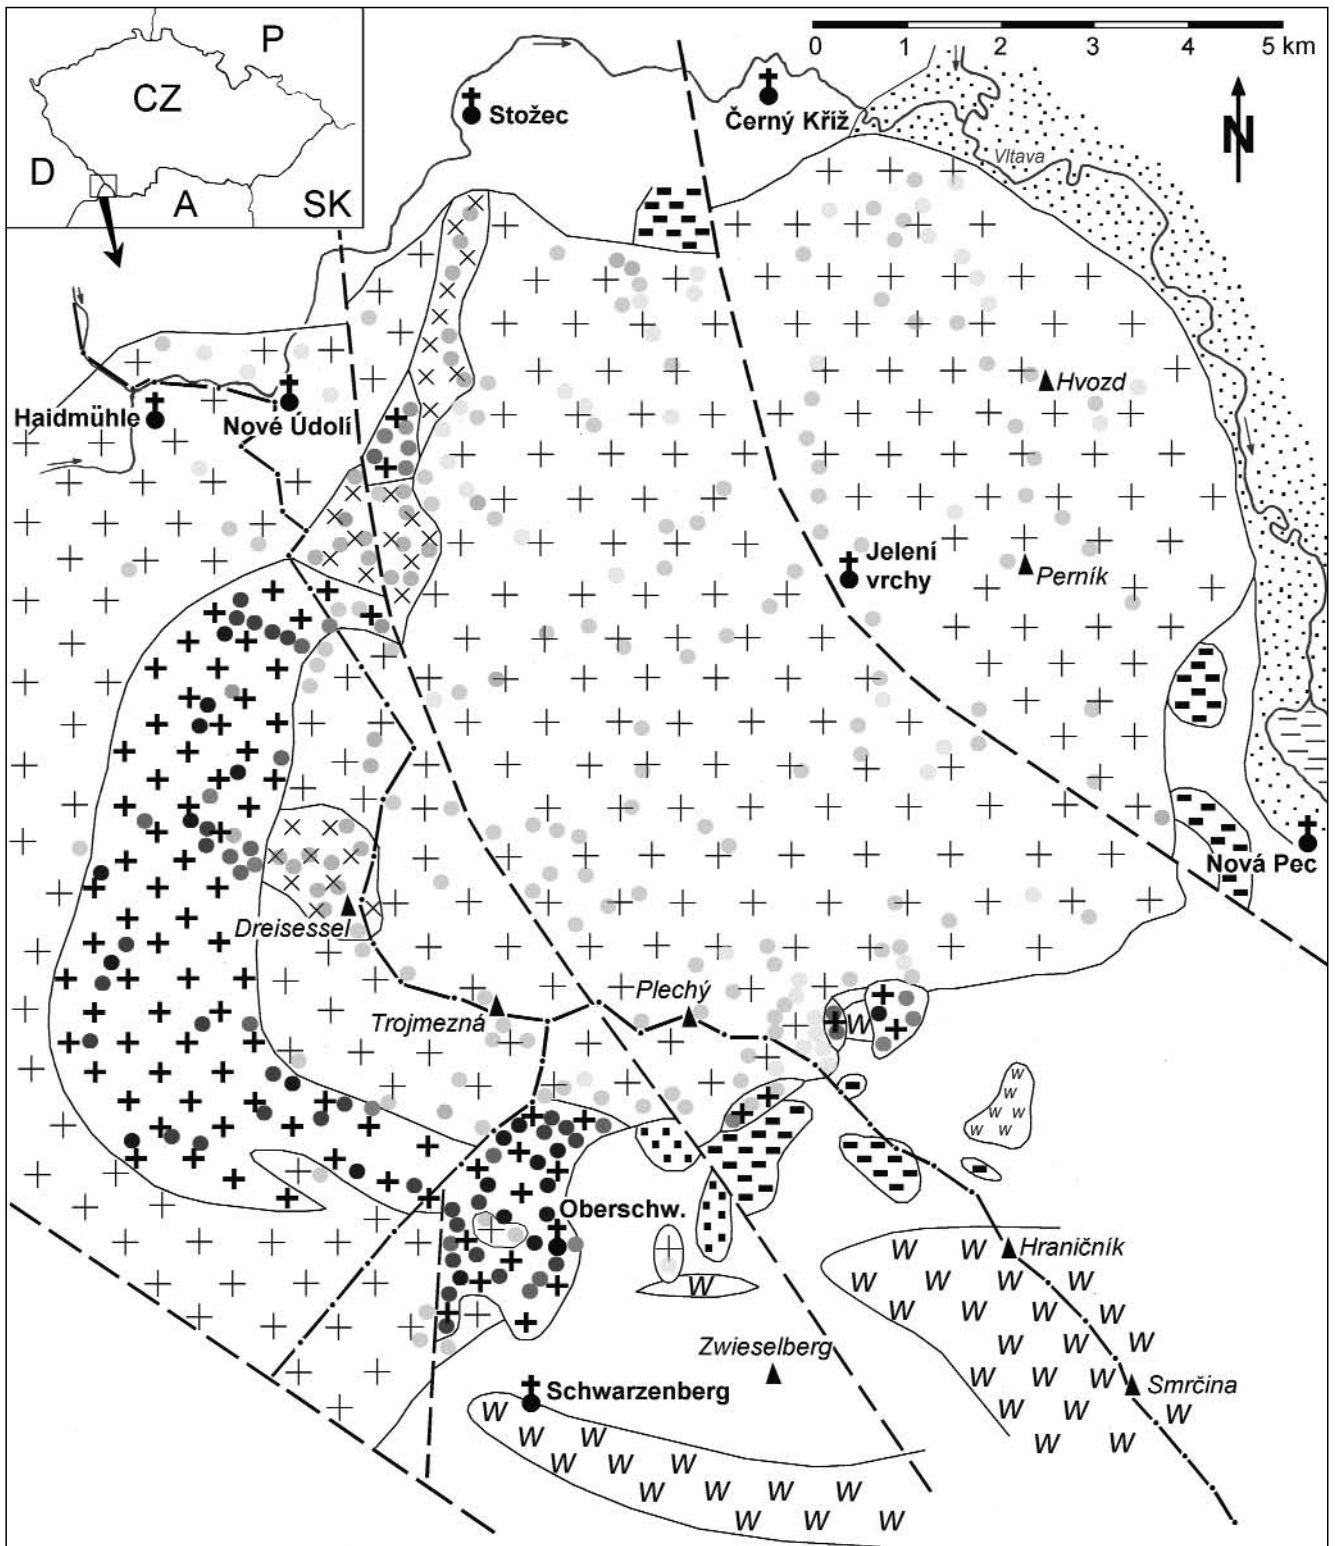 P
CZ
D
A
SK
0 1 2 3 4 5 km
N
Stožec
Černý Kříž
Vltava
Haidmühle
Nové Údolí
Hvozd
Jelení
vrchy
Perník
Nová Pec
Dreisessel
Trojmezná
Plechý
W
w
w
w w
w w
Oberschw.
W
Hraničník
W W
W W W W
W W W W
W W W
W W W
W W W
W W
Zwieselberg
Smrčina
Schwarzenberg
W
W W
W W W
W W W W
W W W